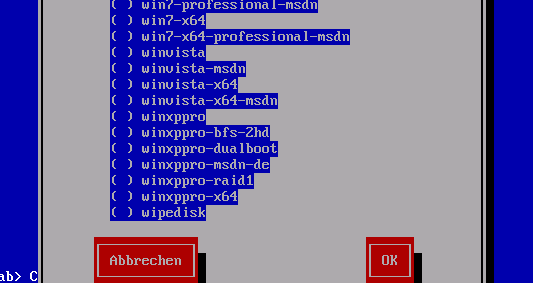 ( ) win7-professional-msdn
( ) win7-x64
( ) win7-x64-professional-msdn
( ) winvista
( ) winvista-msdn
( ) winvista-x64
( ) winvista-x64-msdn
( ) winxppro
( ) winxppro-bfs-2hd
( ) winxppro-dualboot
( ) winxppro-msdn-de
( ) winxppro-raid1
( ) winxppro-x64
( ) wipedisk
Abbrechen OK
ab> C